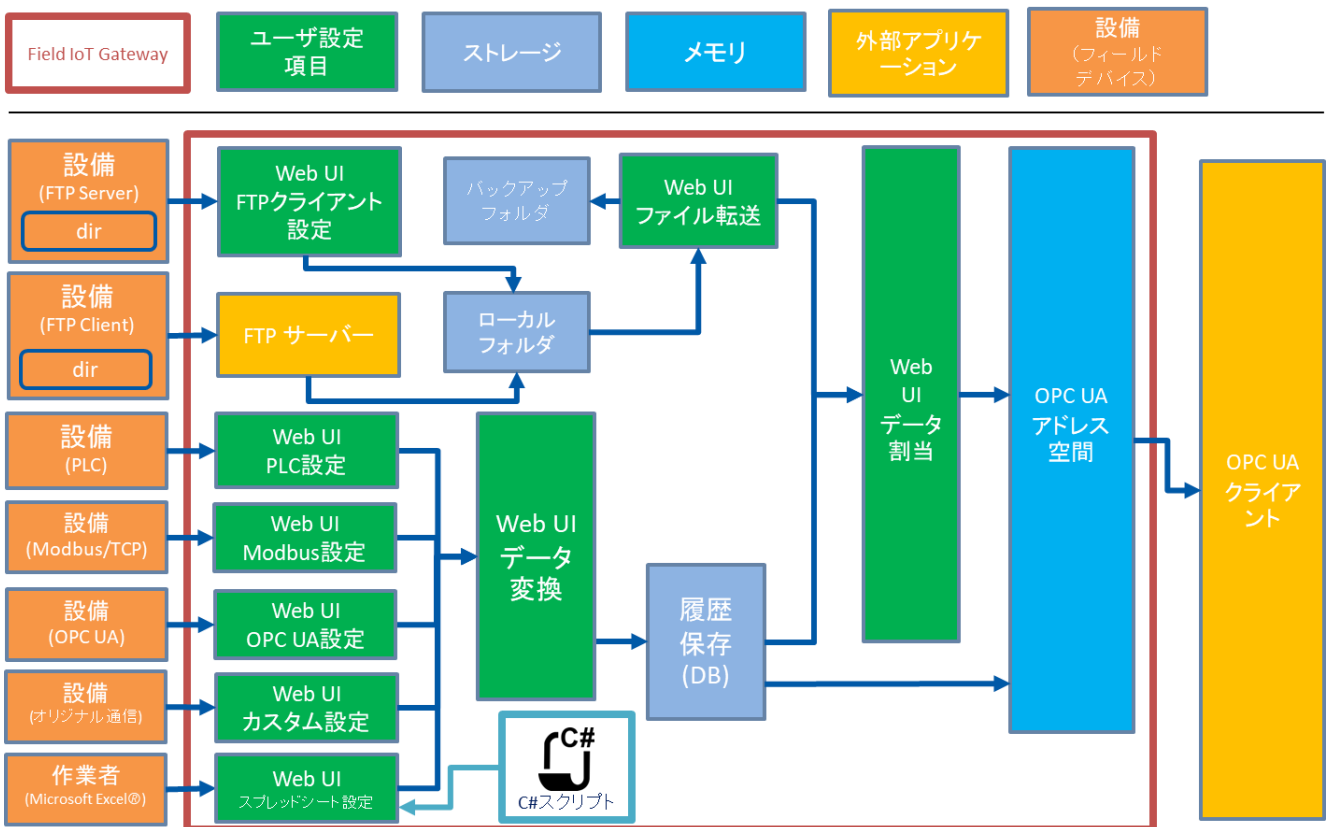 Field IoT Gateway
ユーザ設定
項目
ストレージ
メモリ
外部アプリケ
ーション
設備
(フィールド
デバイス)
設備
(FTP Server)
dir
Web UI
FTPクライアント
設定
バックアップ
フォルダ
Web UI
ファイル転送
設備
(FTP Client)
dir
FTP サーバー
ローカル
フォルダ
設備
(PLC)
Web UI
PLC設定
設備
(Modbus/TCP)
Web UI
Modbus設定
設備
(OPC UA)
Web UI
OPC UA設定
設備
(オリジナル通信)
Web UI
カスタム設定
作業者
(Microsoft Excel®)
Web UI
スプレッドシート設定
C#
C#スクリプト
Web UI
データ
変換
履歴
保存
(DB)
Web
UI
データ
割当
OPC UA
アドレス
空間
OPC UA
クライア
ント